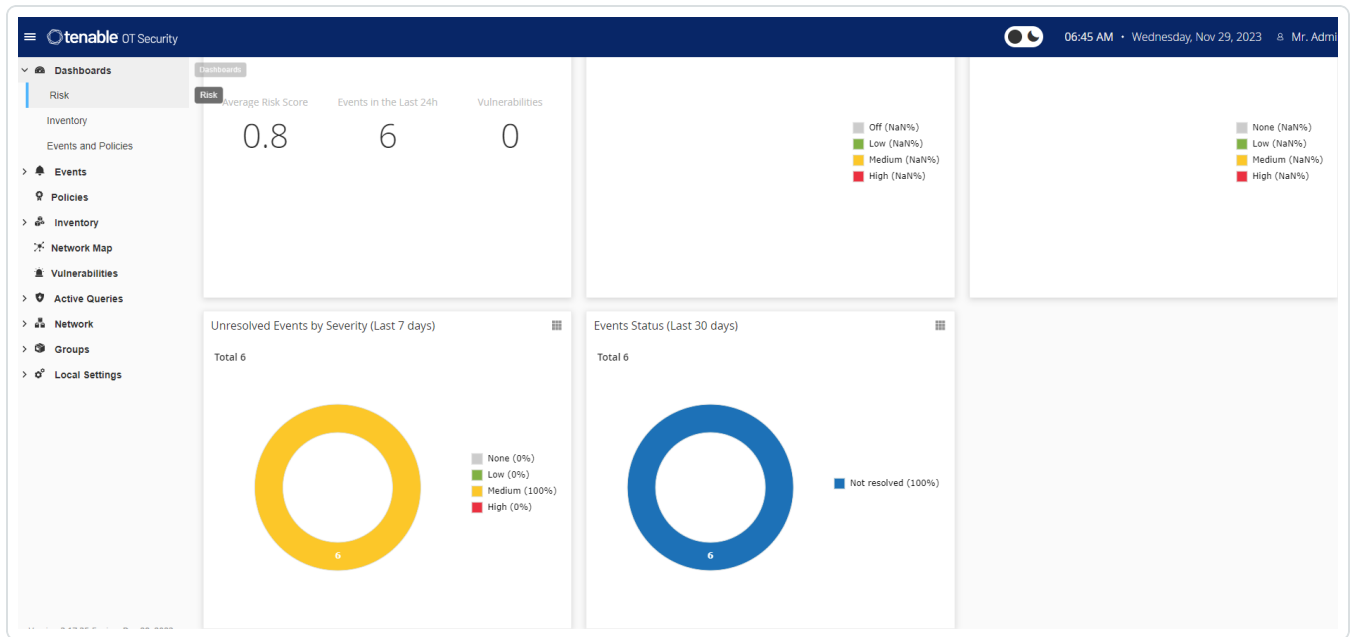 tenable OT Security
06:45 AM • Wednesday, Nov 29, 2023 Mr. Admi
Dashboards
Risk
Inventory
Events and Policies
Events
Policies
Inventory
Network Map
Vulnerabilities
Active Queries
Network
Groups
Local Settings
Dashboards
Risk
Average Risk Score
0.8
Events in the Last 24h
6
Vulnerabilities
0
Off (NaN%)
Low (NaN%)
Medium (NaN%)
High (NaN%)
None (NaN%)
Low (NaN%)
Medium (NaN%)
High (NaN%)
Unresolved Events by Severity (Last 7 days)
Total 6
6
None (0%)
Low (0%)
Medium (100%)
High (0%)
Events Status (Last 30 days)
Total 6
6
Not resolved (100%)